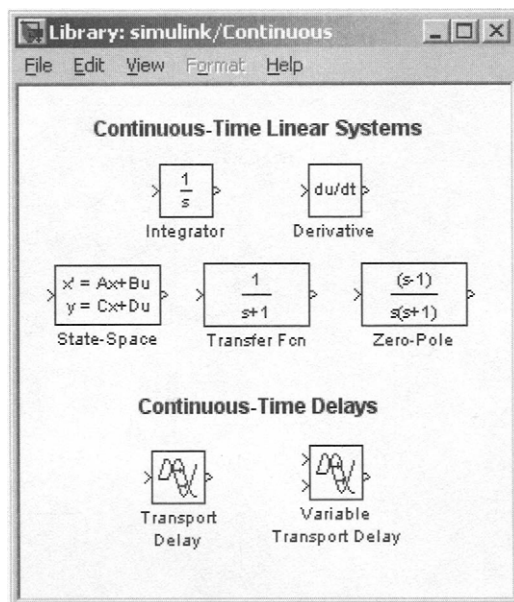 Library: simulink/Continuous
File Edit View Format Help
Continuous-Time Linear Systems
1
s
du/dt
Integrator Derivative
x' = Ax+Bu
y = Cx+Du
1
s+1
(s-1)
s(s+1)
State-Space Transfer Fcn Zero-Pole
Continuous-Time Delays
Transport
Delay
Variable
Transport Delay